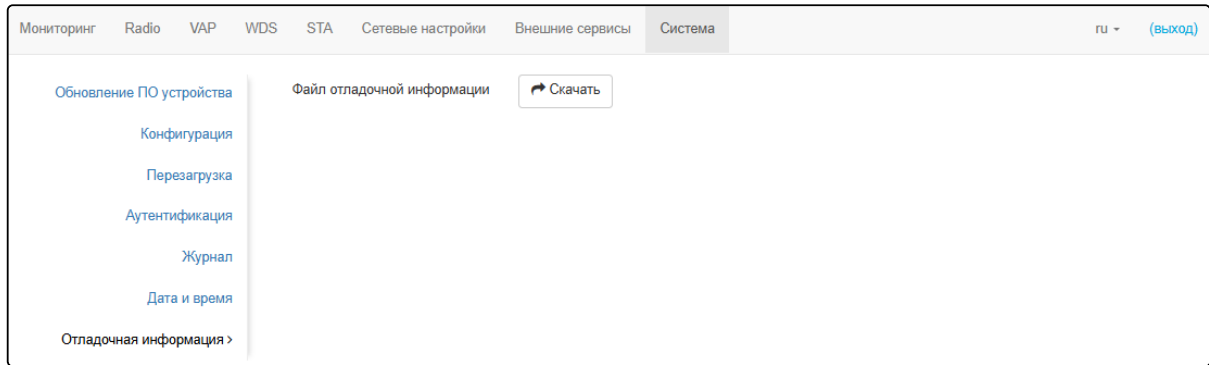 Мониторинг Radio VAP WDS STA Сетевые настройки Внешние сервисы Система ru (выход)
Обновление ПО устройства Файл отладочной информации Скачать
Конфигурация
Перезагрузка
Аутентификация
Журнал
Дата и время
Отладочная информация >